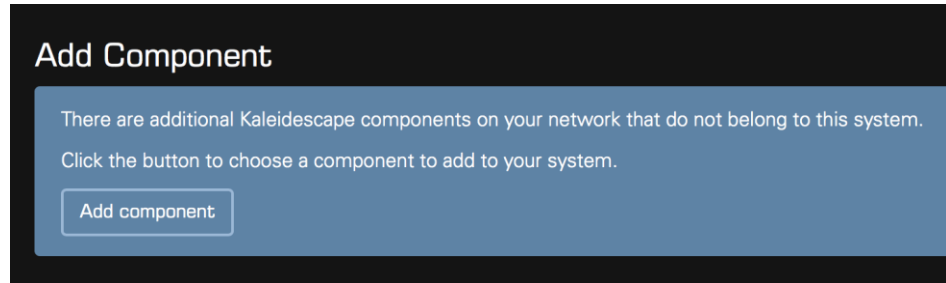 Add Component
There are additional Kaleidescape components on your network that do not belong to this system.
Click the button to choose a component to add to your system.
Add component